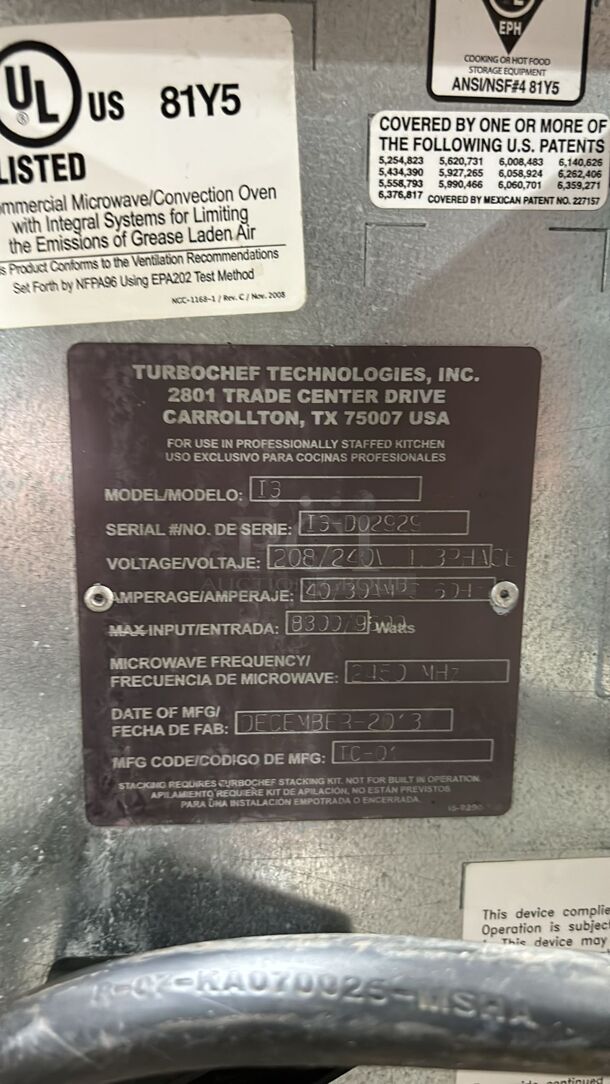 UL
®
US 81Y5
LISTED
Commercial Microwave/Convection Oven
with Integral Systems for Limiting
the Emissions of Grease Laden Air
s Product Conforms to the Ventilation Recommendations
Set Forth by NFPA96 Using EPA202 Test Method
NCC-1168-1 / Rev. C / Nov. 2008
EPH
COOKING OR HOT FOOD
STORAGE EQUIPMENT
ANSI/NSF#4 81Y5
COVERED BY ONE OR MORE OF
THE FOLLOWING U.S. PATENTS
5,254,823 5,620,731 6,008,483 6,140,626
5,434,390 5,927,265 6,058,924 6,262,406
5,558,793 5,990,466 6,060,701 6,359,271
6,376,817 COVERED BY MEXICAN PATENT NO. 227157
TURBOCHEF TECHNOLOGIES, INC.
2801 TRADE CENTER DRIVE
CARROLLTON, TX 75007 USA
FOR USE IN PROFESSIONALLY STAFFED KITCHEN
USO EXCLUSIVO PARA COCINAS PROFESIONALES
MODEL/MODELO: I3
SERIAL #/NO. DE SERIE: I3-D02929
VOLTAGE/VOLTAJE: 208/240V
AMPERAGE/AMPERAJE:
MAX INPUT/ENTRADA: Watts
MICROWAVE FREQUENCY/
FRECUENCIA DE MICROWAVE: 2450 MHz
DATE OF MFG/
FECHA DE FAB: DECEMBER-2013
MFG CODE/CODIGO DE MFG: TC-01
STACKING REQUIRES TURBOCHEF STACKING KIT. NOT FOR BUILT IN OPERATION.
APILAMIENTO REQUIERE KIT DE APILACIÓN, NO ESTÁN PREVISTOS
PARA UNA INSTALACIÓN EMPOTRADA O ENCERRADA.
This device complie
Operation is subject
This device may
P-07-KA070025-MSHA